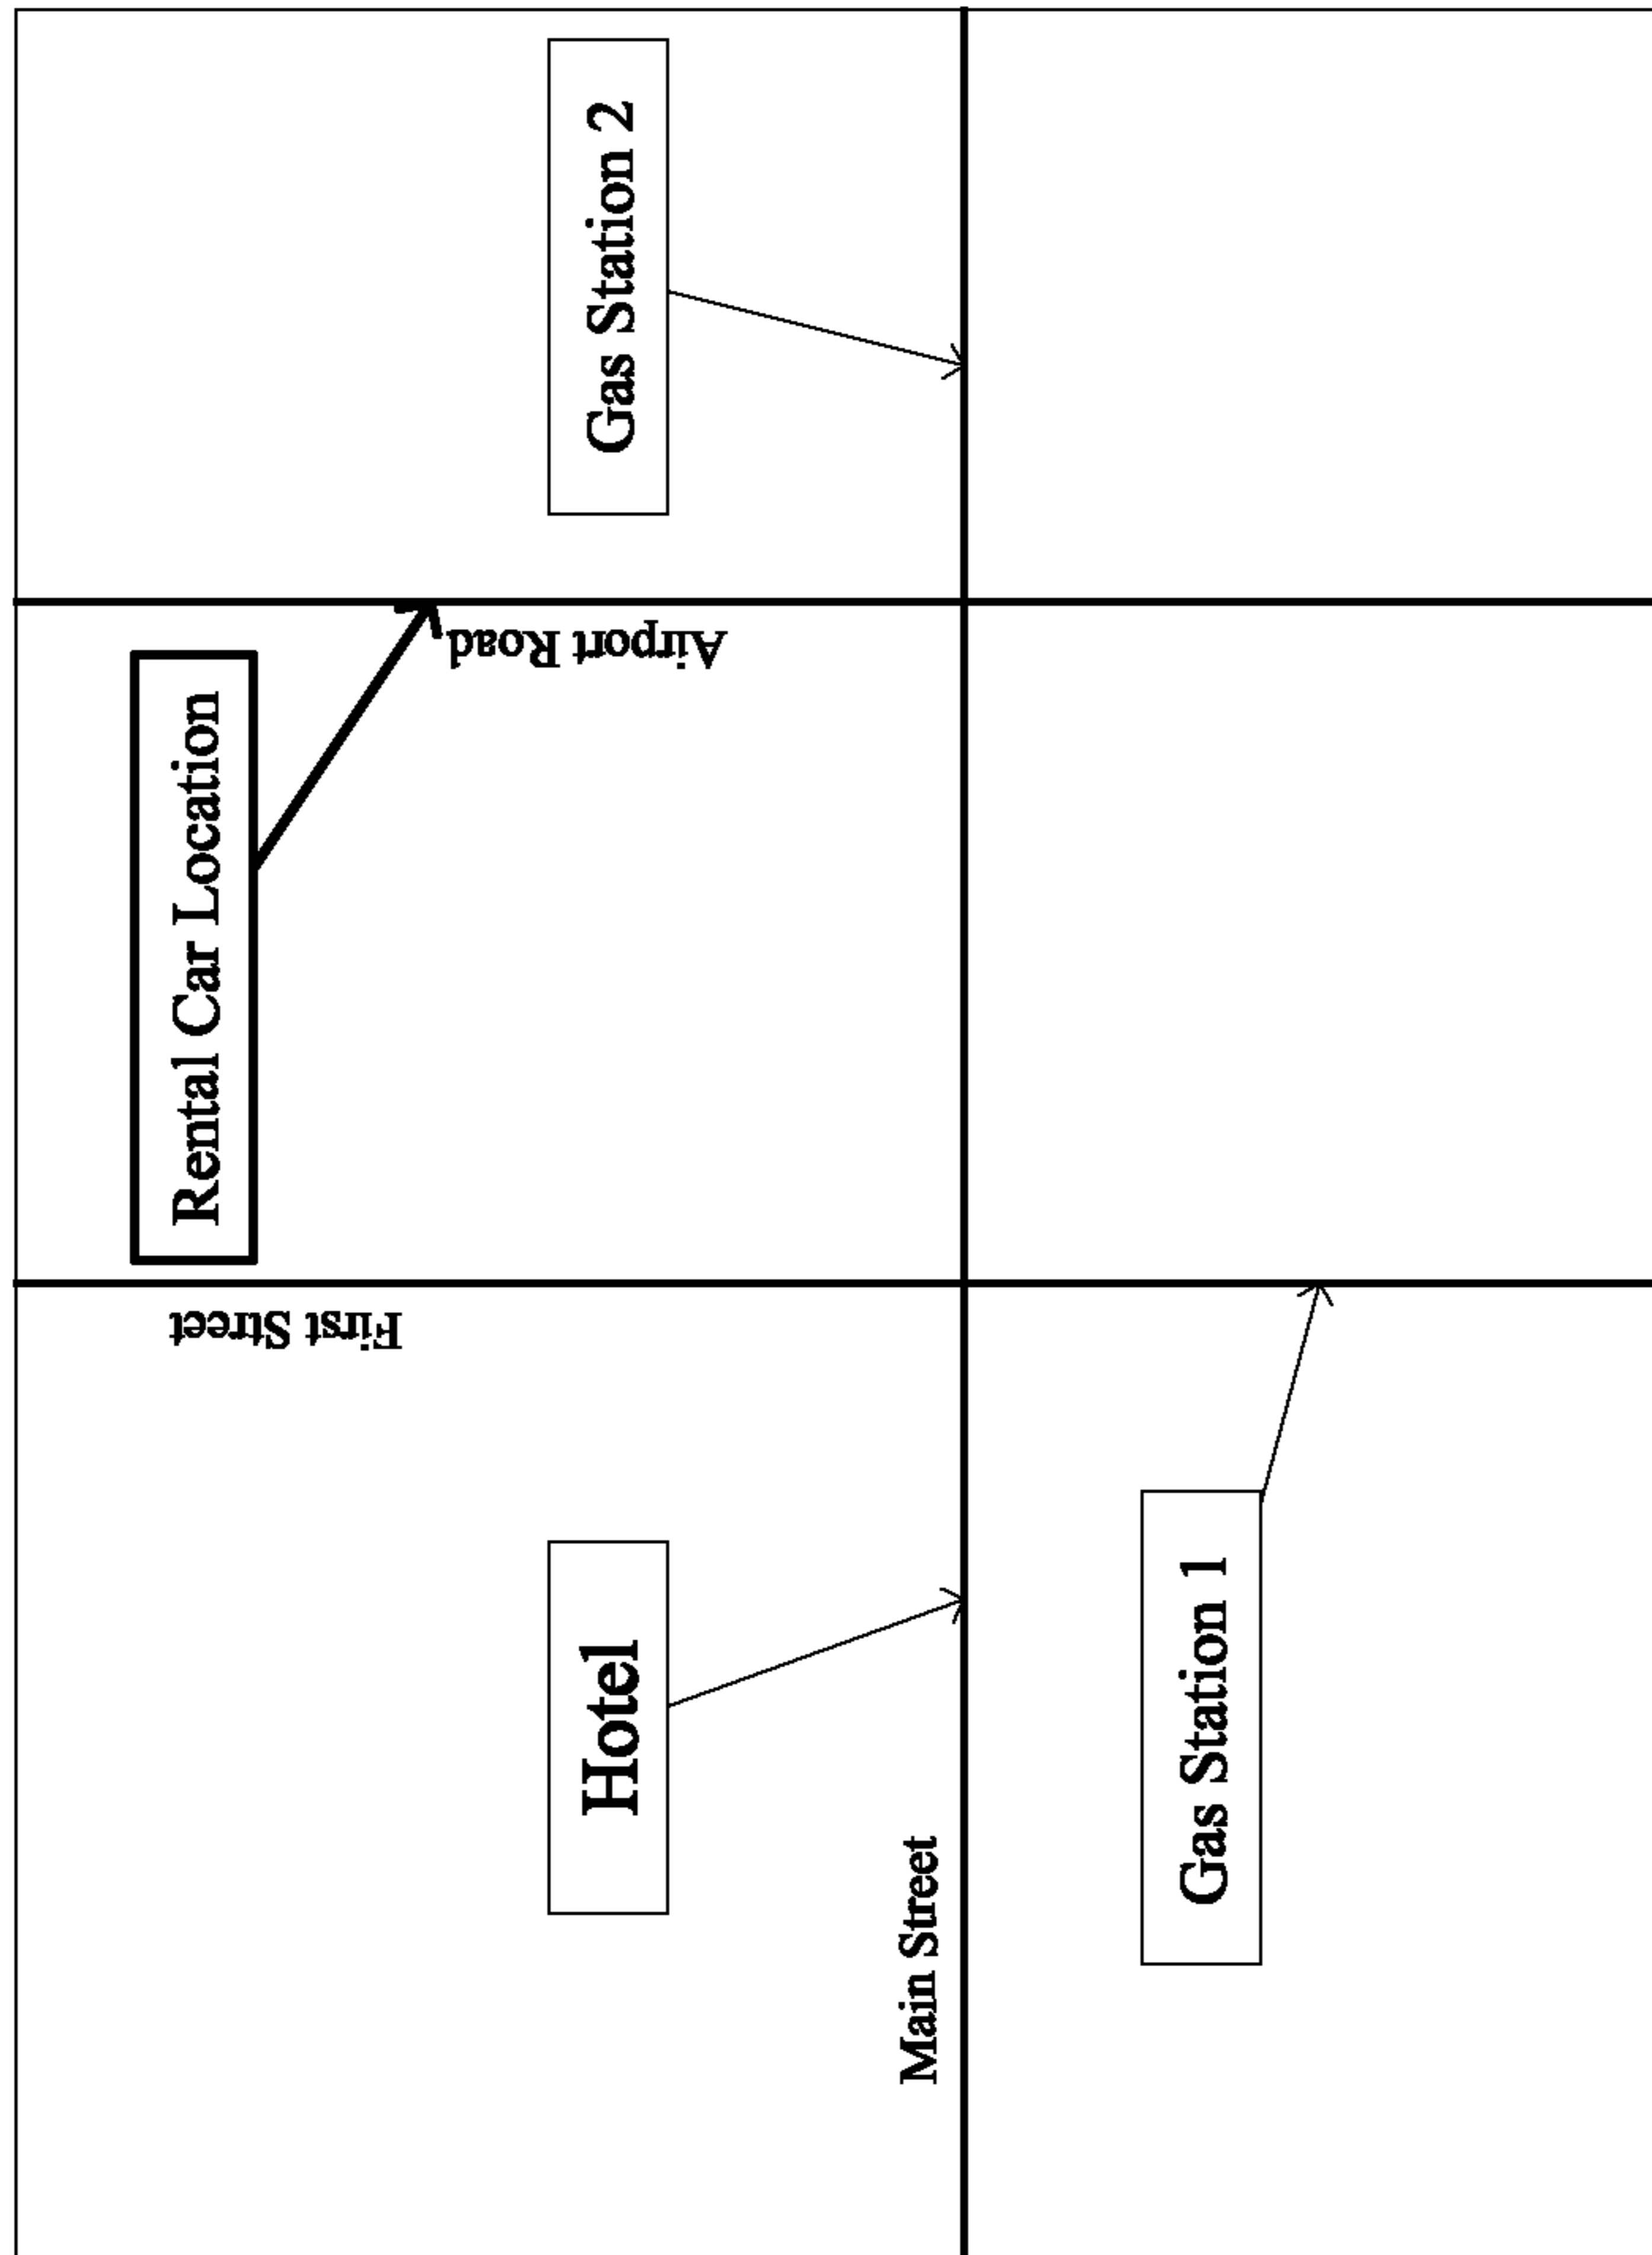 Rental Car Location
First Street
Airport Road
Hotel
Gas Station 2
Main Street
Gas Station 1